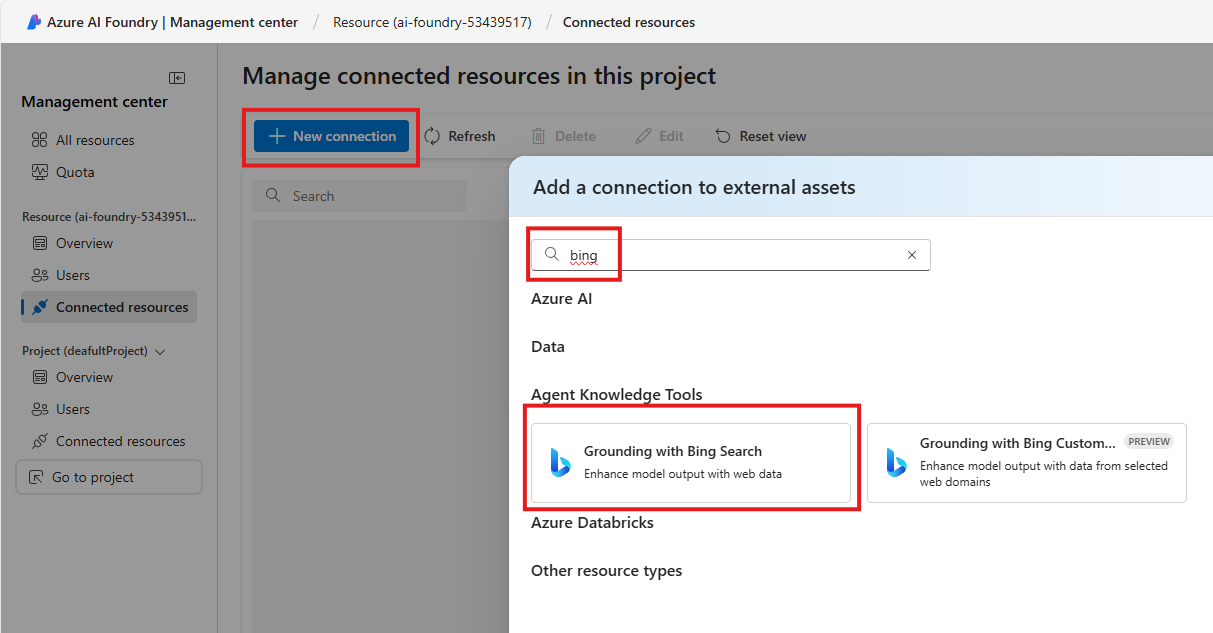 Azure AI Foundry | Management center / Resource (ai-foundry-53439517) / Connected resources
Management center
All resources
Quota
Resource (ai-foundry-5343951...
Overview
Users
Connected resources
Project (deafultProject)
Overview
Users
Connected resources
Go to project
Manage connected resources in this project
New connection Refresh Delete Edit Reset view
Search
Add a connection to external assets
bing
Azure AI
Data
Agent Knowledge Tools
Grounding with Bing Search
Enhance model output with web data
Grounding with Bing Custom... PREVIEW
Enhance model output with data from selected
web domains
Azure Databricks
Other resource types